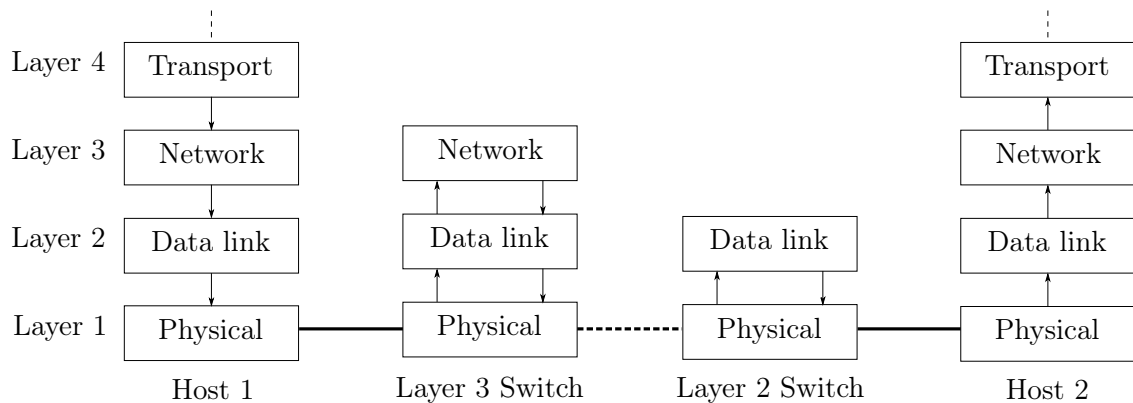 Layer 4 Transport Transport
Layer 3 Network Network Network
Layer 2 Data link Data link Data link Data link
Layer 1 Physical Physical Physical Physical
Host 1 Layer 3 Switch Layer 2 Switch Host 2